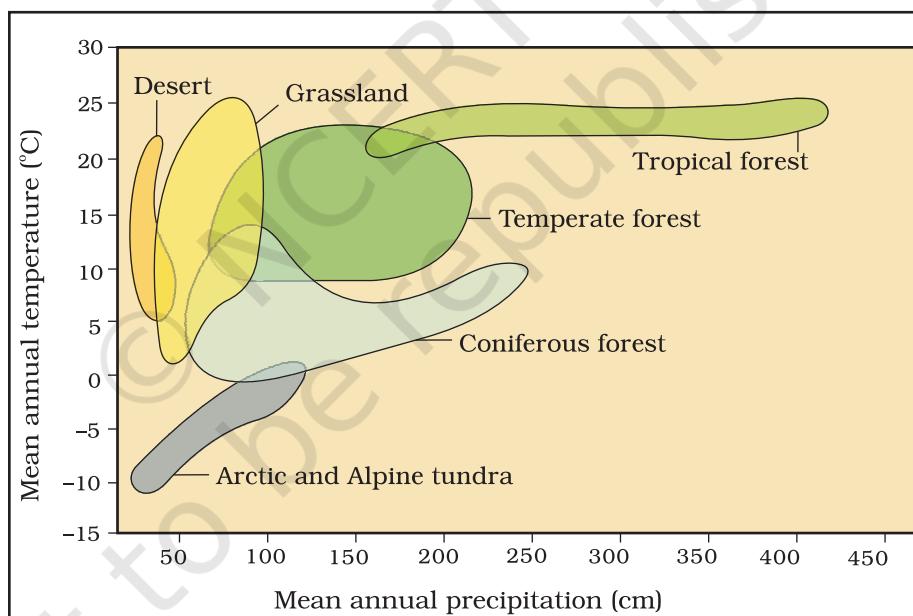 30
25
20
15
10
5
0
–5
–10
–15
Mean annual temperature (ºC)
Desert
Grassland
Tropical forest
Temperate forest
Coniferous forest
Arctic and Alpine tundra
50 100 150 200 250 300 350 400 450
Mean annual precipitation (cm)
© NCERT
not to be republished